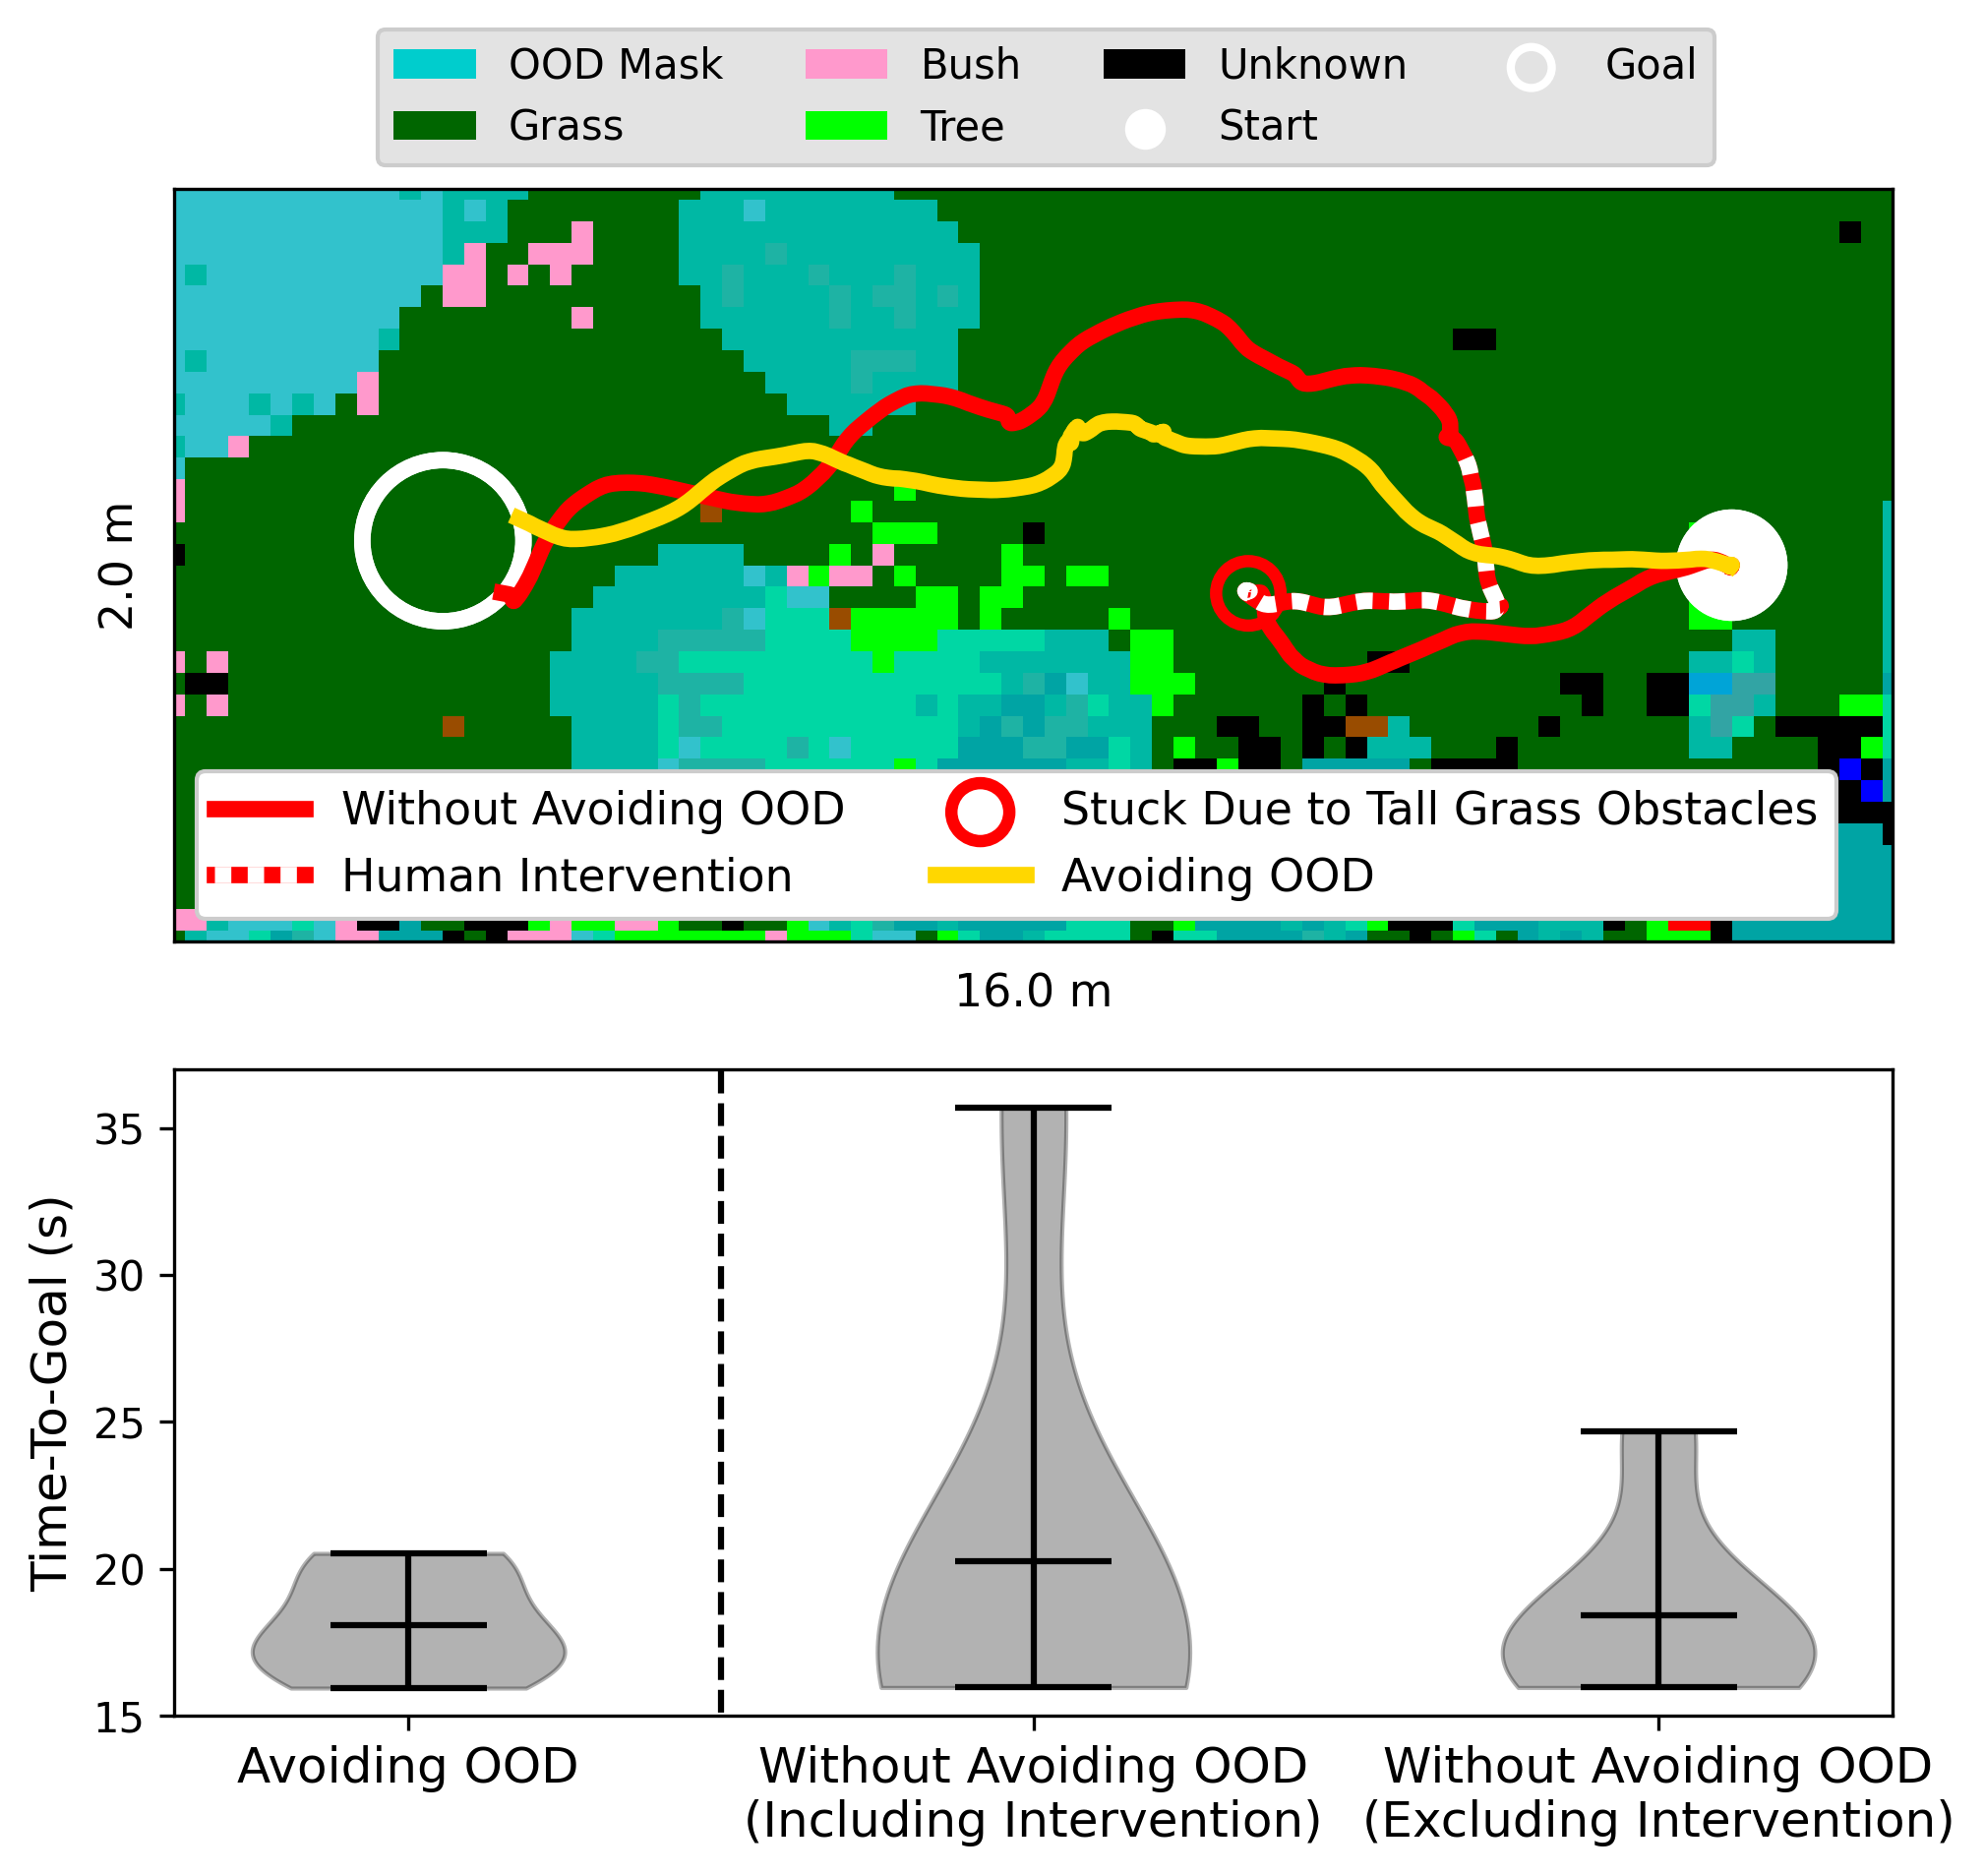 OOD Mask Bush Unknown Goal
Grass Tree Start
2.0 m
Without Avoiding OOD Stuck Due to Tall Grass Obstacles
Human Intervention Avoiding OOD
16.0 m
Time-To-Goal (s)
35
30
25
20
15
Avoiding OOD Without Avoiding OOD Without Avoiding OOD
(Including Intervention) (Excluding Intervention)